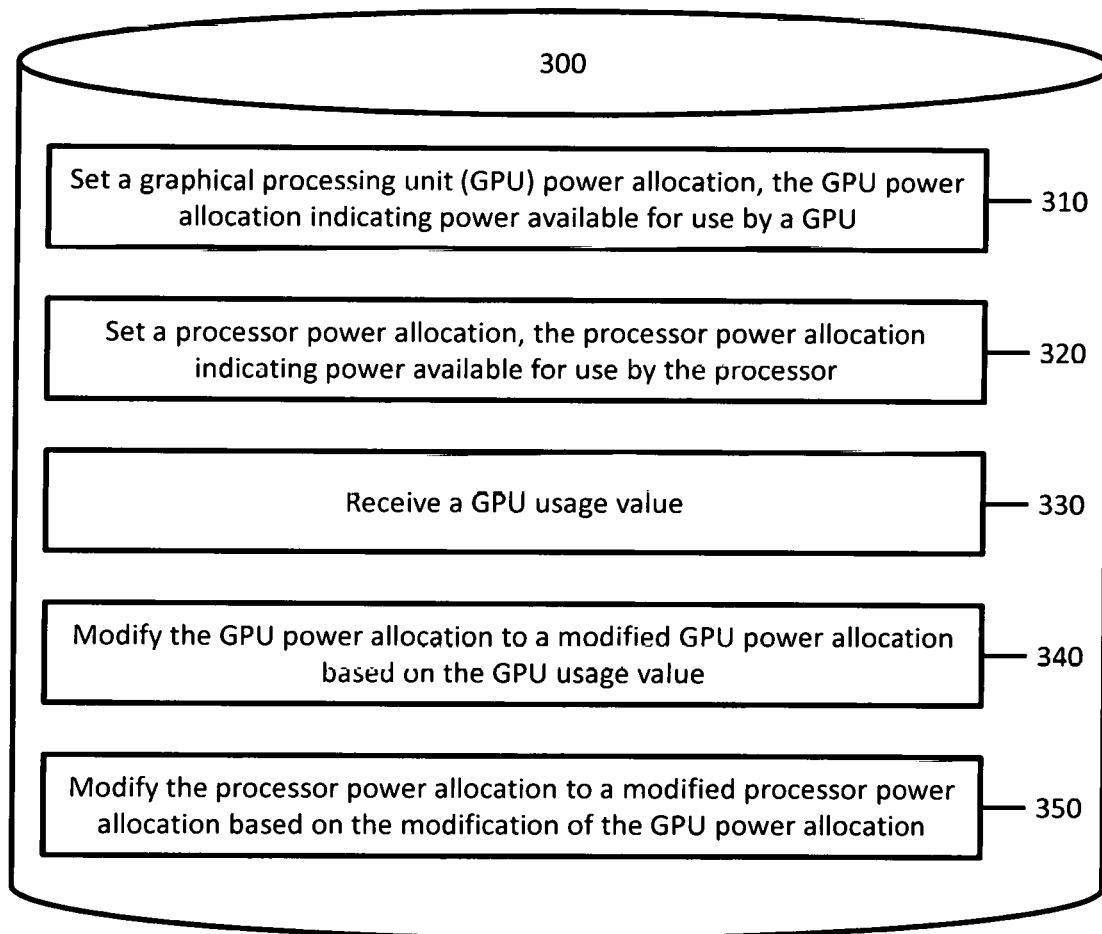 300
Set a graphical processing unit (GPU) power allocation, the GPU power
allocation indicating power available for use by a GPU
310
Set a processor power allocation, the processor power allocation
indicating power available for use by the processor
320
Receive a GPU usage value
330
Modify the GPU power allocation to a modified GPU power allocation
based on the GPU usage value
340
Modify the processor power allocation to a modified processor power
allocation based on the modification of the GPU power allocation
350